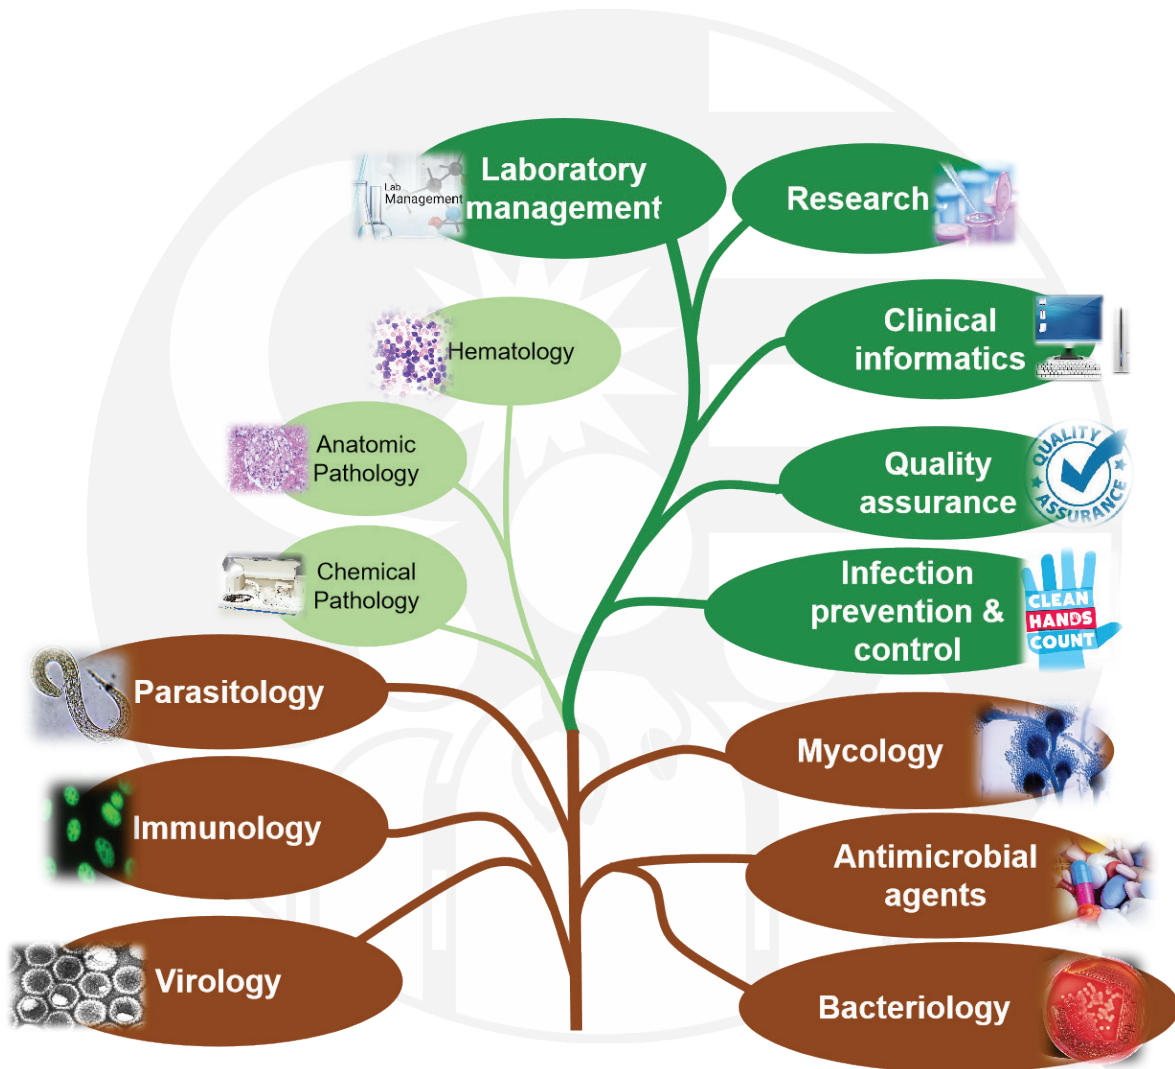 Laboratory
management
Lab
Management
Research
Clinical
informatics
Hematology
Anatomic
Pathology
Quality
assurance
QUALITY
ASSURANCE
Chemical
Pathology
Infection
prevention &
control
CLEAN
HANDS
COUNT
Parasitology
Mycology
Immunology
Antimicrobial
agents
Virology
Bacteriology